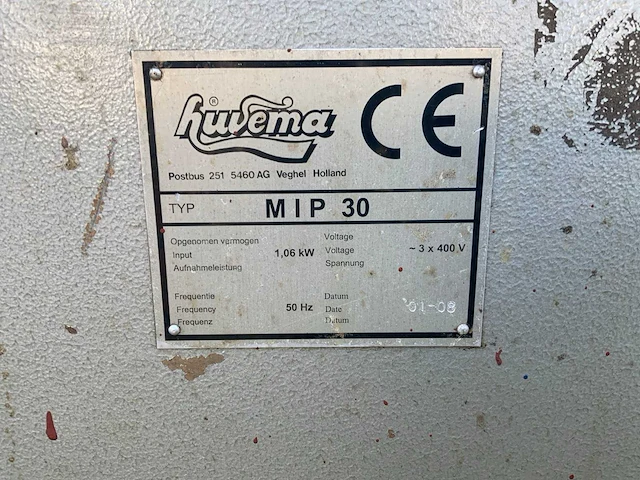 huvema ® CE
Postbus 251 5460 AG Veghel Holland
TYP MIP 30
Opgenomen vermogen
Input 1,06 kW
Aufnahmeleistung
Voltage
Voltage ~ 3 x 400 V
Spannung
Frequentie
Frequency 50 Hz
Frequenz
Datum
Date 01-08
Datum